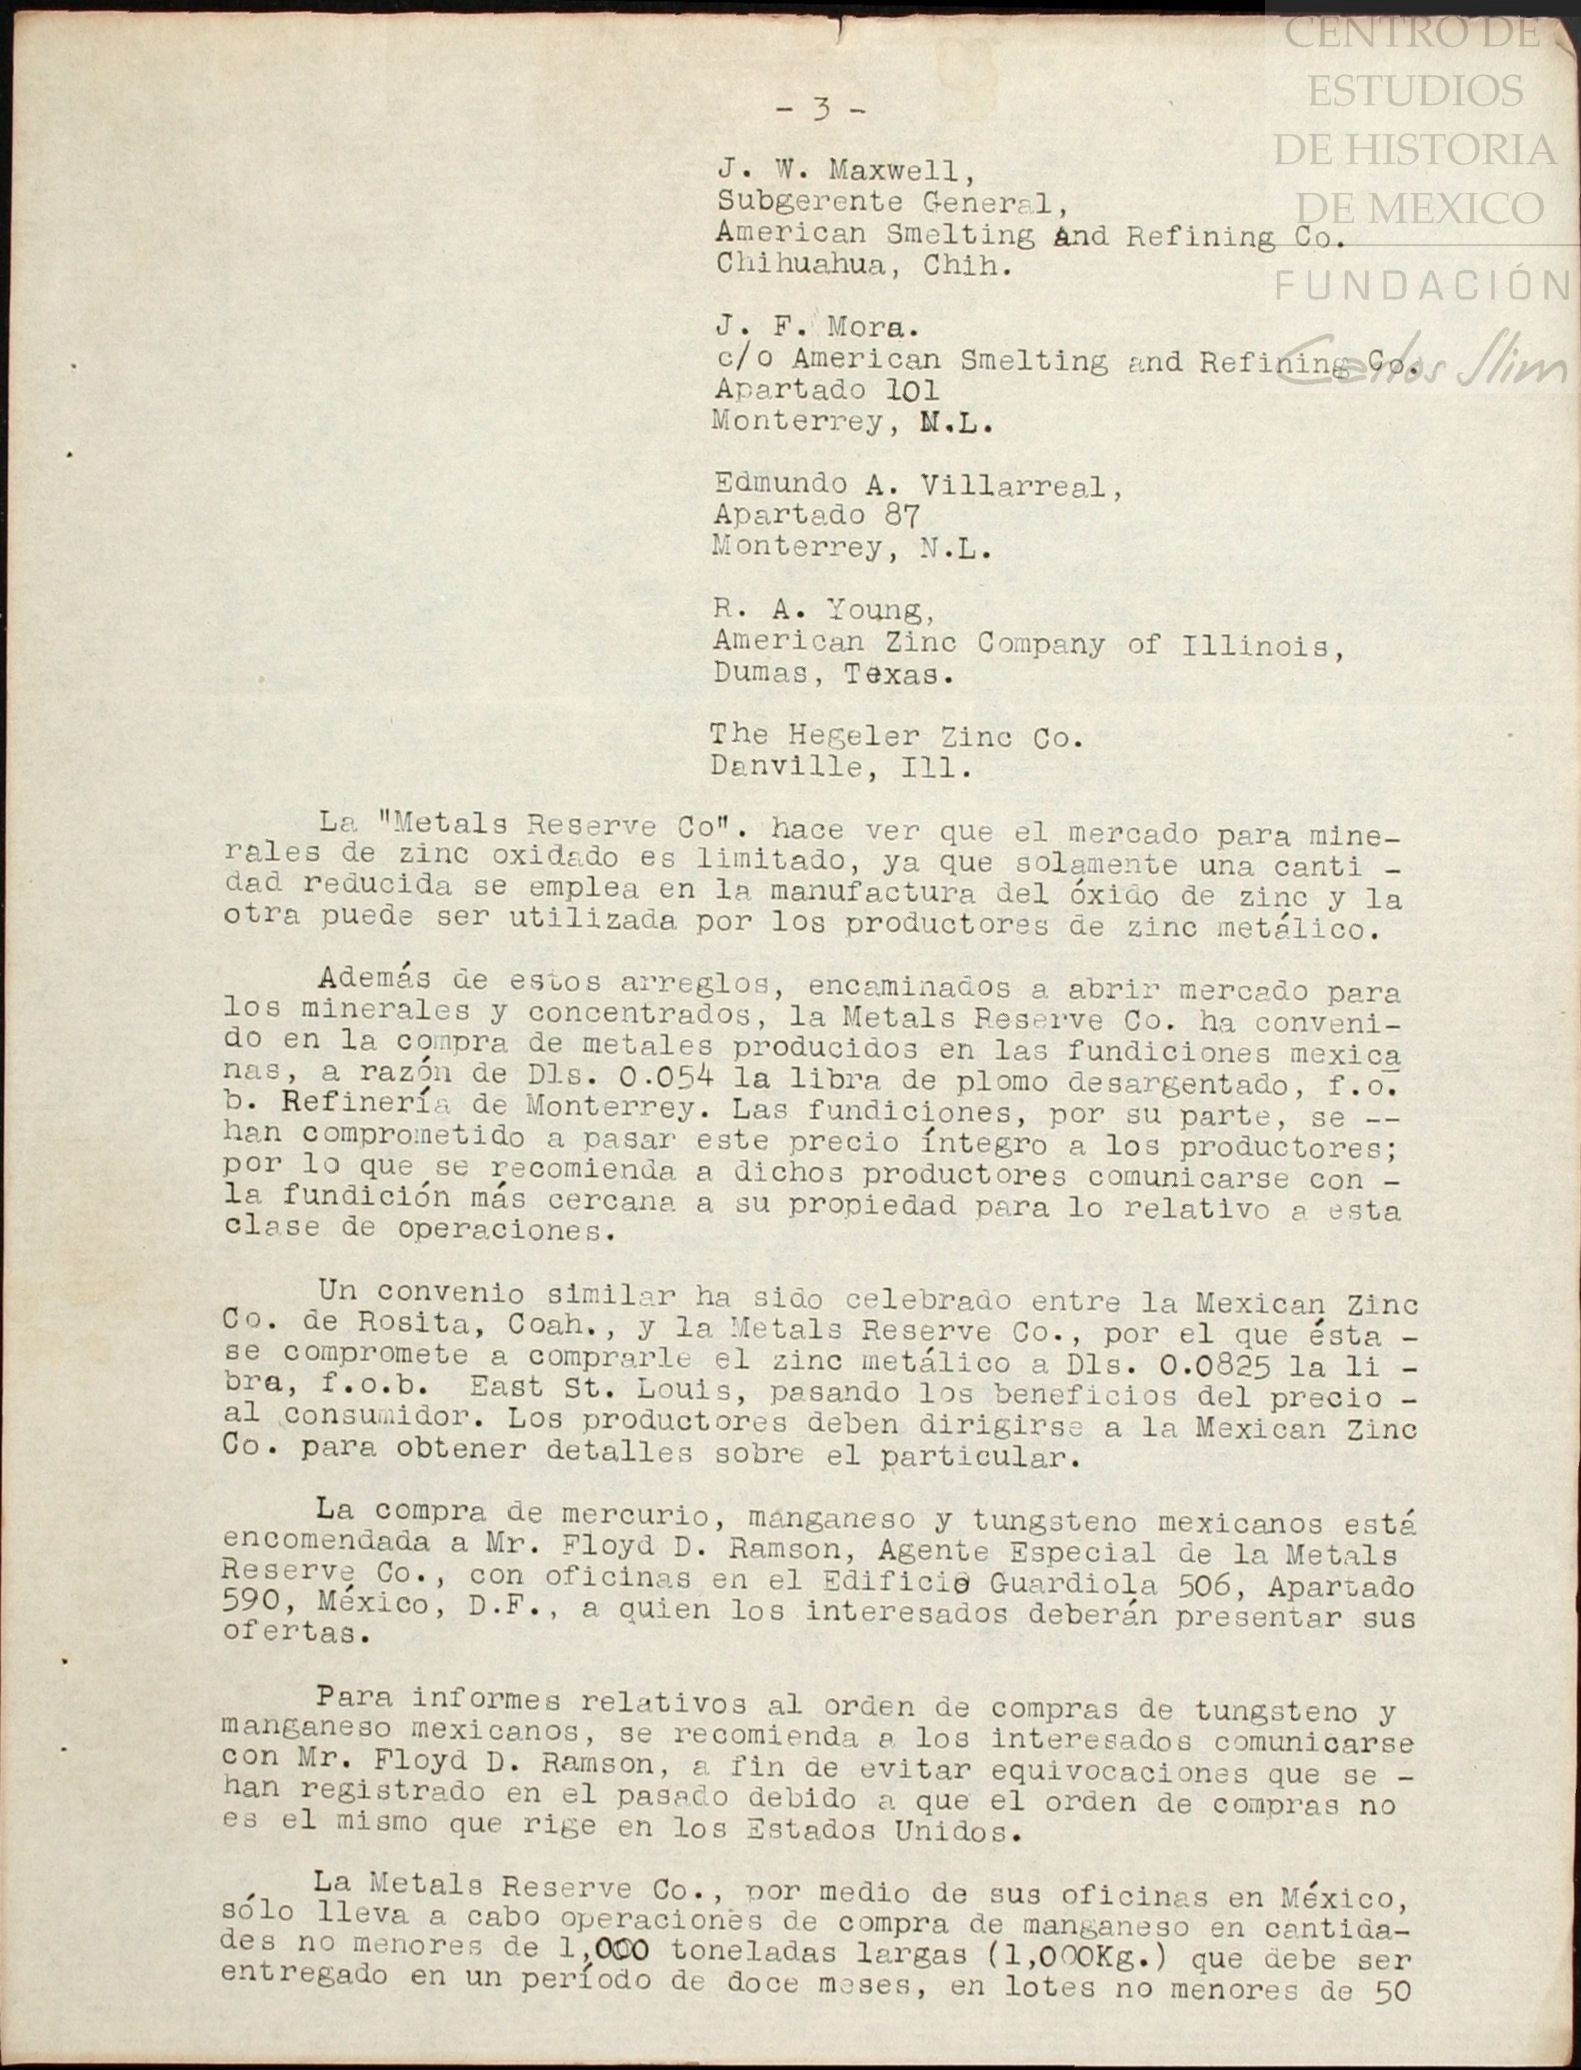 CENTRO DE
ESTUDIOS
DE HISTORIA
DE MEXICO
FUNDACIÓN
Carlos Slim
- 3 -
J. W. Maxwell,
Subgerente General,
American Smelting and Refining Co.
Chihuahua, Chih.
J. F. Mora.
c/o American Smelting and Refining Co.
Apartado 101
Monterrey, N.L.
Edmundo A. Villarreal,
Apartado 87
Monterrey, N.L.
R. A. Young,
American Zinc Company of Illinois,
Dumas, Texas.
The Hegeler Zinc Co.
Danville, Ill.
La "Metals Reserve Co". hace ver que el mercado para mine-
rales de zinc oxidado es limitado, ya que solamente una canti -
dad reducida se emplea en la manufactura del óxido de zinc y la
otra puede ser utilizada por los productores de zinc metálico.
Además de estos arreglos, encaminados a abrir mercado para
los minerales y concentrados, la Metals Reserve Co. ha conveni-
do en la compra de metales producidos en las fundiciones mexica
nas, a razón de Dls. 0.054 la libra de plomo desargentado, f.o.
b. Refinería de Monterrey. Las fundiciones, por su parte, se --
han comprometido a pasar este precio íntegro a los productores;
por lo que se recomienda a dichos productores comunicarse con -
la fundición más cercana a su propiedad para lo relativo a esta
clase de operaciones.
Un convenio similar ha sido celebrado entre la Mexican Zinc
Co. de Rosita, Coah., y la Metals Reserve Co., por el que ésta -
se compromete a comprarle el zinc metálico a Dls. 0.0825 la li -
bra, f.o.b. East St. Louis, pasando los beneficios del precio -
al consumidor. Los productores deben dirigirse a la Mexican Zinc
Co. para obtener detalles sobre el particular.
La compra de mercurio, manganeso y tungsteno mexicanos está
encomendada a Mr. Floyd D. Ramson, Agente Especial de la Metals
Reserve Co., con oficinas en el Edificio Guardiola 506, Apartado
590, México, D.F., a quien los interesados deberán presentar sus
ofertas.
Para informes relativos al orden de compras de tungsteno y
manganeso mexicanos, se recomienda a los interesados comunicarse
con Mr. Floyd D. Ramson, a fin de evitar equivocaciones que se -
han registrado en el pasado debido a que el orden de compras no
es el mismo que rige en los Estados Unidos.
La Metals Reserve Co., por medio de sus oficinas en México,
sólo lleva a cabo operaciones de compra de manganeso en cantida-
des no menores de 1,000 toneladas largas (1,000Kg.) que debe ser
entregado en un período de doce meses, en lotes no menores de 50